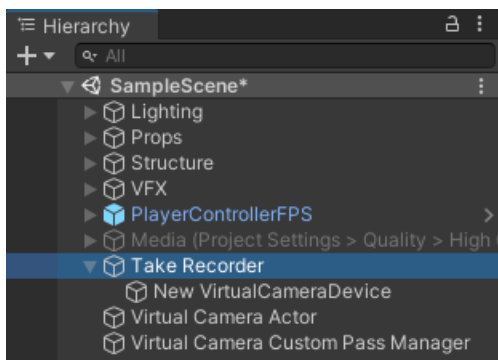 Hierarchy
All
SampleScene*
Lighting
Props
Structure
VFX
PlayerControllerFPS
Media (Project Settings > Quality > High
Take Recorder
New VirtualCameraDevice
Virtual Camera Actor
Virtual Camera Custom Pass Manager